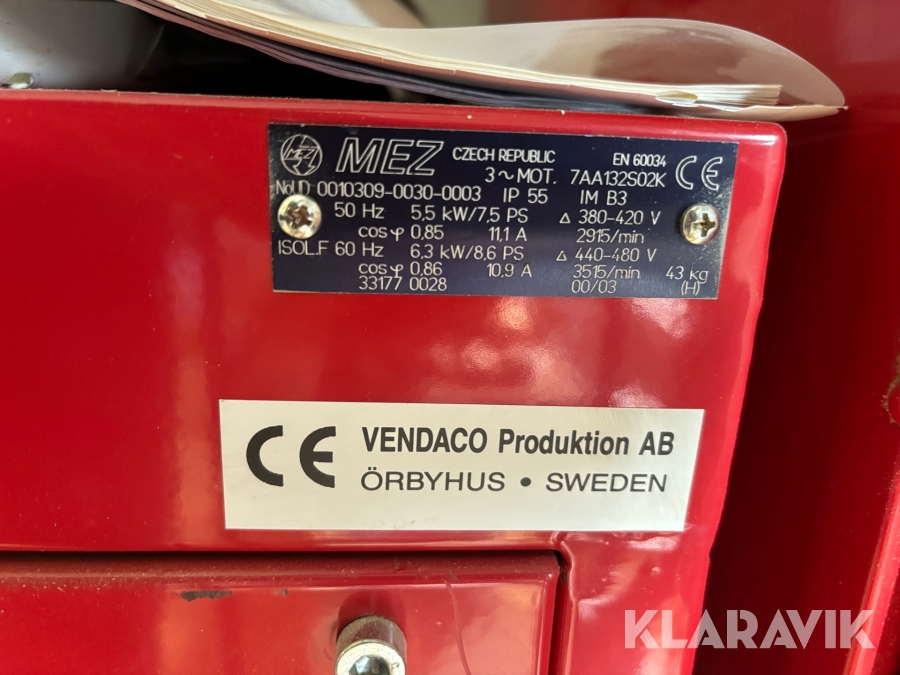 MEZ CZECH REPUBLIC EN 60034 CE
3~MOT. 7AA132S02K
No UD 0010309-0030-0003 IP 55 IM B3
50 Hz 5,5 kW/7,5 PS Δ 380-420 V
cos φ 0,85 11,1 A 2915/min
ISOL.F 60 Hz 6,3 kW/8,6 PS Δ 440-480 V
cos φ 0,86 10,9 A 3515/min 43 kg
33177 0028 00/03 (H)
CE VENDACO Produktion AB
ÖRBYHUS • SWEDEN
KLARAVIK